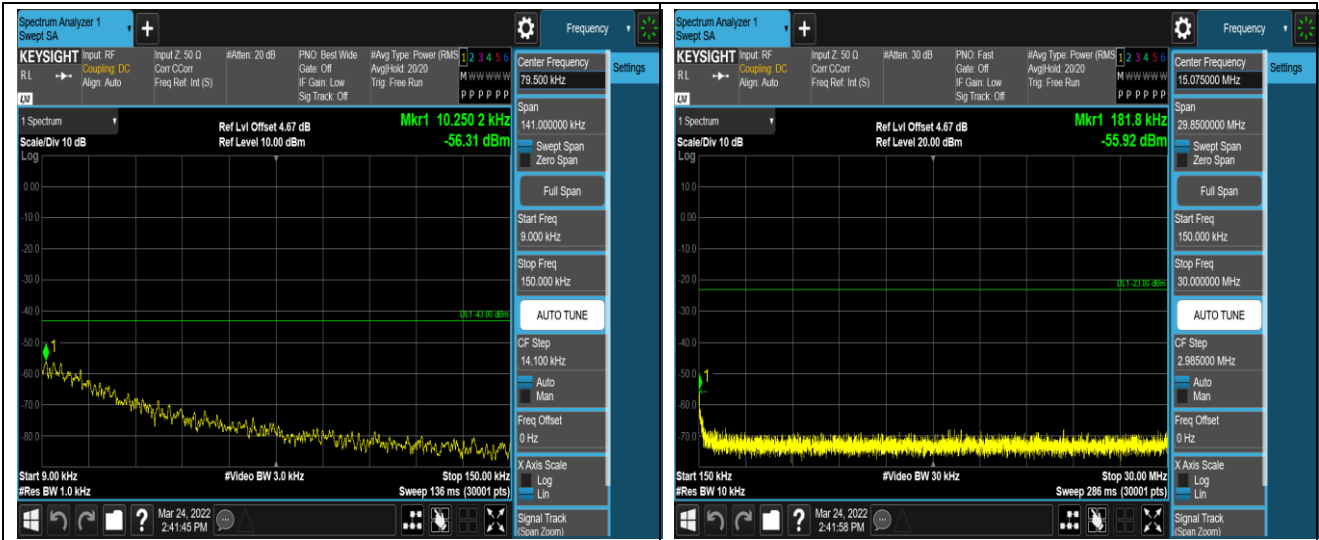 Spectrum Analyzer 1
Swept SA
+
Frequency
KEYSIGHT
RL
LXI
Input: RF
Coupling: DC
Align: Auto
Input Z: 50 Ω
Corr CCorr
Freq Ref: Int (S)
#Atten: 20 dB
PNO: Best Wide
Gate: Off
IF Gain: Low
Sig Track: Off
#Avg Type: Power (RMS
Avg|Hold: 20/20
Trig: Free Run
1 2 3 4 5 6
M W W W W W
P P P P P P
Center Frequency
79.500 kHz
Settings
1 Spectrum
Scale/Div 10 dB
Log
Ref Lvl Offset 4.67 dB
Ref Level 10.00 dBm
Mkr1 10.250 2 kHz
-56.31 dBm
Span
141.000000 kHz
Swept Span
Zero Span
Full Span
Start Freq
9.000 kHz
Stop Freq
150.000 kHz
AUTO TUNE
CF Step
14.100 kHz
Auto
Man
Freq Offset
0 Hz
X Axis Scale
Log
Lin
Signal Track
(Span Zoom)
0.00
-10.0
-20.0
-30.0
-40.0
-50.0
-60.0
-70.0
-80.0
DL1 -43.00 dBm
1
Start 9.00 kHz
#Res BW 1.0 kHz
#Video BW 3.0 kHz
Stop 150.00 kHz
Sweep 136 ms (30001 pts)
?
Mar 24, 2022
2:41:45 PM
Spectrum Analyzer 1
Swept SA
+
Frequency
KEYSIGHT
RL
LXI
Input: RF
Coupling: DC
Align: Auto
Input Z: 50 Ω
Corr CCorr
Freq Ref: Int (S)
#Atten: 30 dB
PNO: Fast
Gate: Off
IF Gain: Low
Sig Track: Off
#Avg Type: Power (RMS
Avg|Hold: 20/20
Trig: Free Run
1 2 3 4 5 6
M W W W W W
P P P P P P
Center Frequency
15.075000 MHz
Settings
1 Spectrum
Scale/Div 10 dB
Log
Ref Lvl Offset 4.67 dB
Ref Level 20.00 dBm
Mkr1 181.8 kHz
-55.92 dBm
Span
29.8500000 MHz
Swept Span
Zero Span
Full Span
Start Freq
150.000 kHz
Stop Freq
30.000000 MHz
AUTO TUNE
CF Step
2.985000 MHz
Auto
Man
Freq Offset
0 Hz
X Axis Scale
Log
Lin
Signal Track
(Span Zoom)
10.0
0.00
-10.0
-20.0
-30.0
-40.0
-50.0
-60.0
-70.0
DL1 -23.00 dBm
1
Start 150 kHz
#Res BW 10 kHz
#Video BW 30 kHz
Stop 30.00 MHz
Sweep 286 ms (30001 pts)
?
Mar 24, 2022
2:41:58 PM